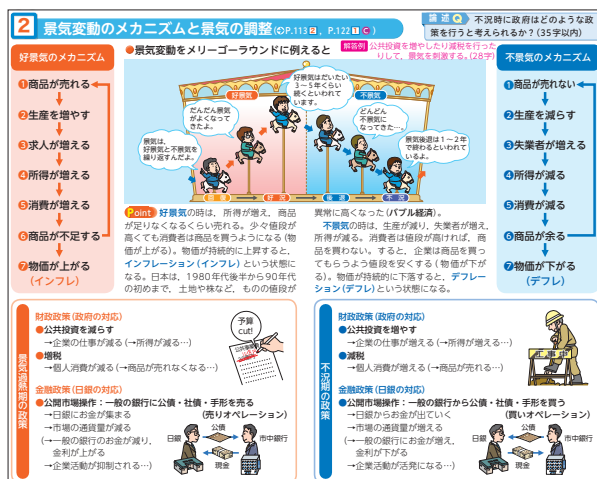 2 景気変動のメカニズムと景気の調整(➲P.113 2 , P.122 1 C )
論述Q 不況時に政府はどのような政
策を行うと考えられるか？(35字以内)
解答例 公共投資を増やしたり減税を行った
りして、景気を刺激する。(28字)
好景気のメカニズム
❶商品が売れる
❷生産を増やす
❸求人が増える
❹所得が増える
❺消費が増える
❻商品が不足する
❼物価が上がる
(インフレ)
●景気変動をメリーゴーラウンドに例えると
好景気
不景気
景気は，
好景気と不景気を
繰り返すんだよ。
だんだん景気
がよくなって
きたよ。
好景気はだいたい
3～5年くらい
続くといわれて
います。
どんどん
不景気に
なってきた…。
景気後退は1～2年
で終わるといわれて
いるよ。
回復 好況 後退 不況
Point 好景気の時は，所得が増え，商品
が足りなくなるくらい売れる。少々値段が
高くても消費者は商品を買うようになる(物
価が上がる)。物価が持続的に上昇すると，
インフレーション(インフレ)という状態に
なる。日本は，1980年代後半から90年代
の初めまで，土地や株など，ものの値段が
異常に高くなった(バブル経済)。
不景気の時は，生産が減り，失業者が増え，
所得が減る。消費者は値段が高ければ，商
品を買わない。すると，企業は商品を買っ
てもらうよう値段を安くする(物価が下が
る)。物価が持続的に下落すると，デフレー
ション(デフレ)という状態になる。
不景気のメカニズム
❶商品が売れない
❷生産を減らす
❸失業者が増える
❹所得が減る
❺消費が減る
❻商品が余る
❼物価が下がる
(デフレ)
景気過熱期の政策
財政政策(政府の対応)
●公共投資を減らす
→企業の仕事が減る(→所得が減る…)
●増税
→個人消費が減る(→商品が売れなくなる…)
予算
cut!
金融政策(日銀の対応)
●公開市場操作：一般の銀行に公債・社債・手形を売る
→日銀にお金が集まる (売りオペレーション)
→市場の通貨量が減る
(→一般の銀行のお金が減り，
金利が上がる
→企業活動が抑制される…)
公債
日銀
市中銀行
現金
不況期の政策
財政政策(政府の対応)
●公共投資を増やす
→企業の仕事が増える(→所得が増える…)
●減税
→個人消費が増える(→商品が売れる…)
工事中
金融政策(日銀の対応)
●公開市場操作：一般の銀行から公債・社債・手形を買う
→日銀からお金が出ていく (買いオペレーション)
→市場の通貨量が増える
(→一般の銀行にお金が増え，
金利が下がる
→企業活動が活発になる…)
公債
日銀
市中銀行
現金